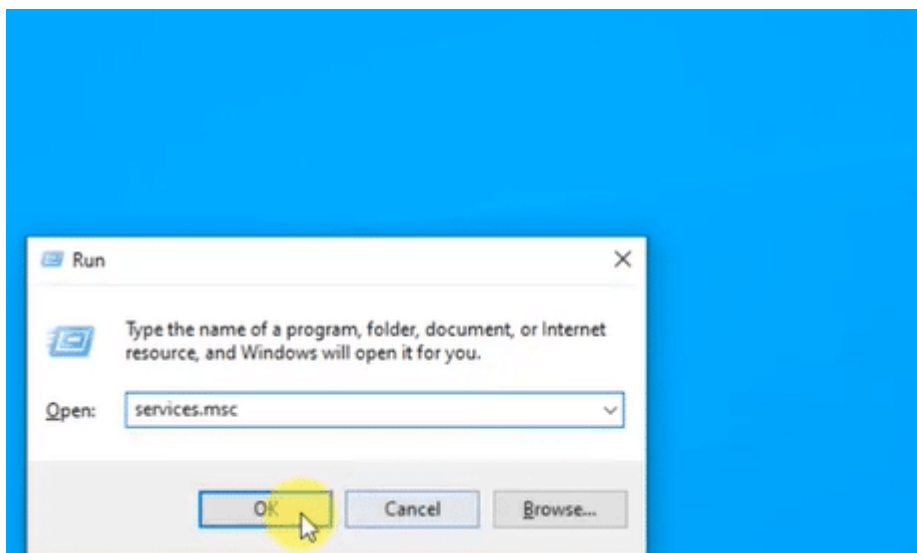 Run
Type the name of a program, folder, document, or Internet
resource, and Windows will open it for you.
Open: services.msc
OK Cancel Browse...